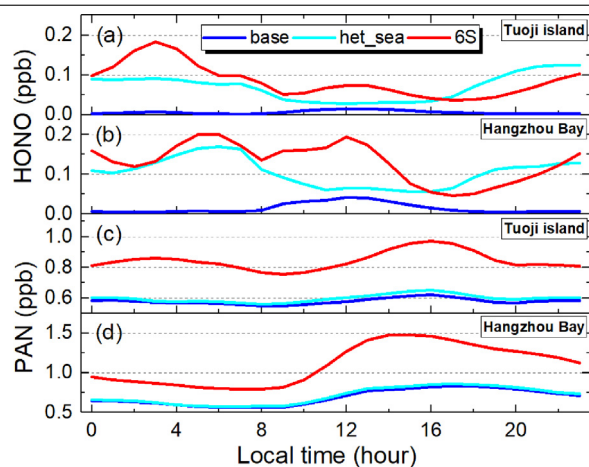 (a) base het_sea 6S Tuoji island
0.2
0.1
0.0
HONO (ppb)
(b) Hangzhou Bay
0.2
0.1
0.0
(c) Tuoji island
1.0
0.8
0.6
PAN (ppb)
(d) Hangzhou Bay
1.5
1.0
0.5
0 4 8 12 16 20
Local time (hour)